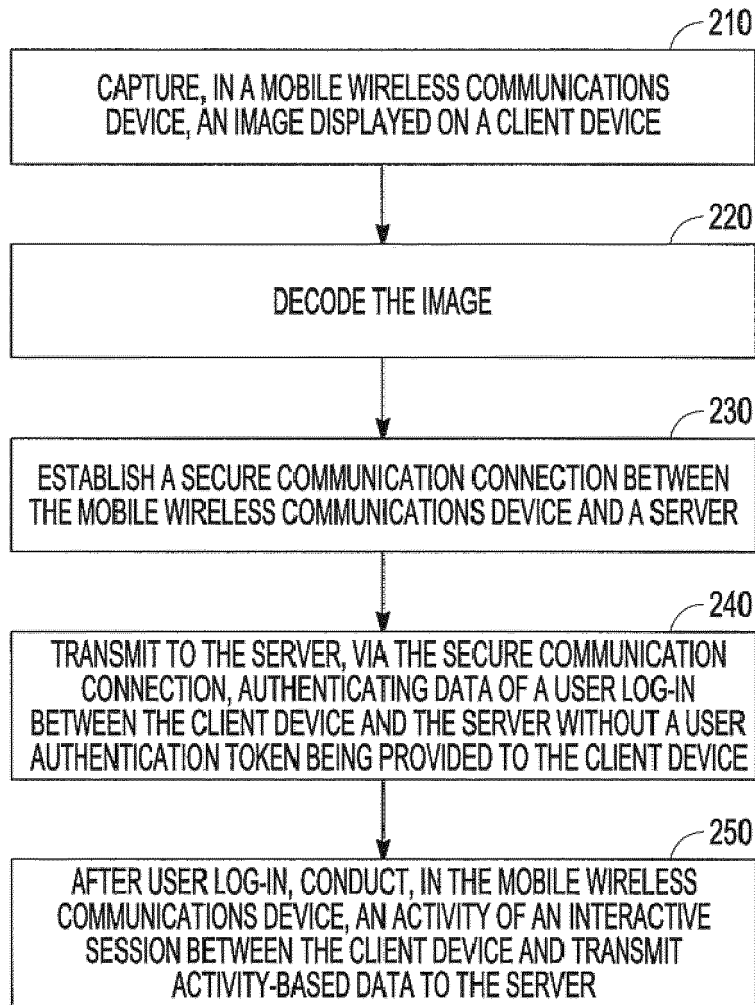 210
CAPTURE, IN A MOBILE WIRELESS COMMUNICATIONS
DEVICE, AN IMAGE DISPLAYED ON A CLIENT DEVICE
220
DECODE THE IMAGE
230
ESTABLISH A SECURE COMMUNICATION CONNECTION BETWEEN
THE MOBILE WIRELESS COMMUNICATIONS DEVICE AND A SERVER
240
TRANSMIT TO THE SERVER, VIA THE SECURE COMMUNICATION
CONNECTION, AUTHENTICATING DATA OF A USER LOG-IN
BETWEEN THE CLIENT DEVICE AND THE SERVER WITHOUT A USER
AUTHENTICATION TOKEN BEING PROVIDED TO THE CLIENT DEVICE
250
AFTER USER LOG-IN, CONDUCT, IN THE MOBILE WIRELESS
COMMUNICATIONS DEVICE, AN ACTIVITY OF AN INTERACTIVE
SESSION BETWEEN THE CLIENT DEVICE AND TRANSMIT
ACTIVITY-BASED DATA TO THE SERVER